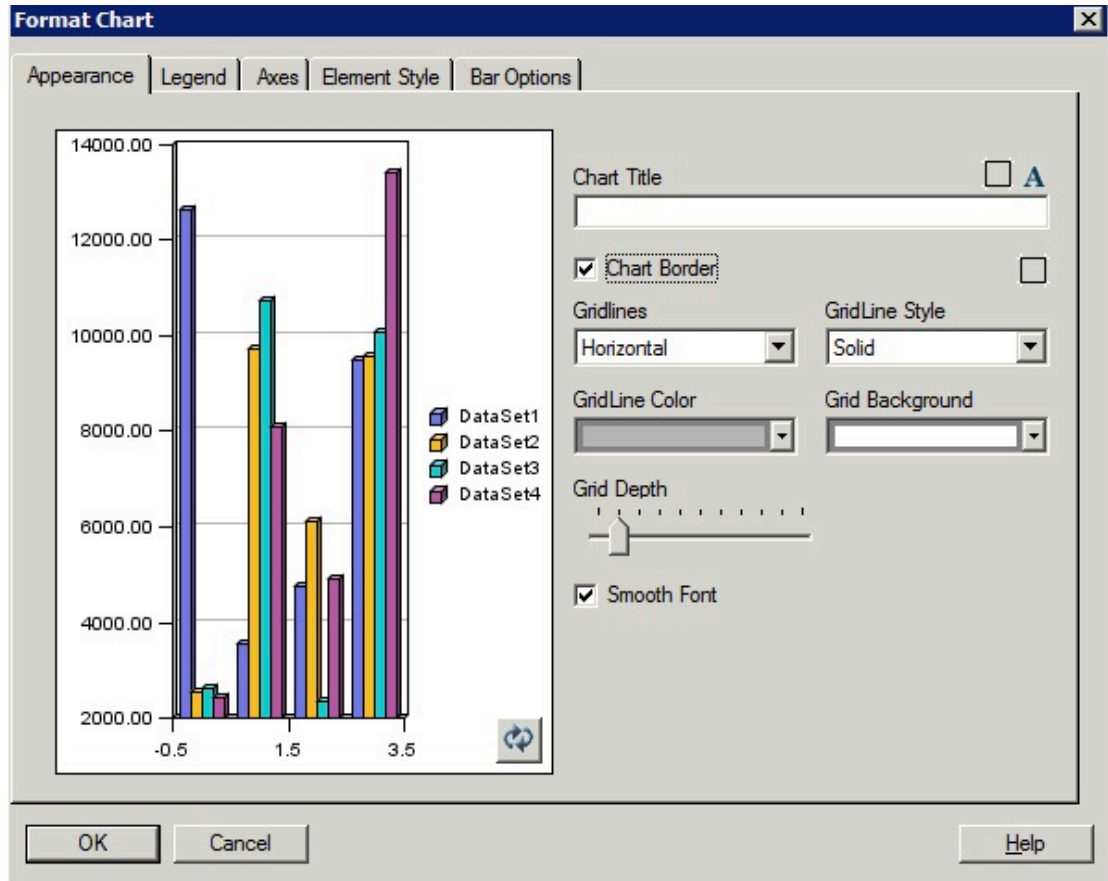 Format Chart
Appearance
Legend
Axes
Element Style
Bar Options
14000.00
12000.00
10000.00
8000.00
6000.00
4000.00
2000.00
-0.5
1.5
3.5
DataSet1
DataSet2
DataSet3
DataSet4
Chart Title
A
Chart Border
Gridlines
GridLine Style
Horizontal
Solid
GridLine Color
Grid Background
Grid Depth
Smooth Font
OK
Cancel
Help